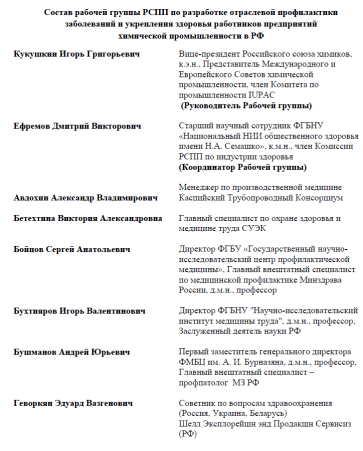 Состав рабочей группы РСПП по разработке отраслевой профилактики
заболеваний и укрепления здоровья работников предприятий
химической промышленности в РФ
Кукушкин Игорь Григорьевич
Вице-президент Российского союза химиков,
к.э.н., Представитель Международного и
Европейского Советов химической
промышленности, член Комитета по
промышленности IUPAC
(Руководитель Рабочей группы)
Ефремов Дмитрий Викторович
Старший научный сотрудник ФГБНУ
«Национальный НИИ общественного здоровья
имени Н.А. Семашко», к.м.н., член Комиссии
РСПП по индустрии здоровья
(Координатор Рабочей группы)
Авдохин Александр Владимирович
Менеджер по производственной медицине
Каспийский Трубопроводный Консорциум
Бетехтина Виктория Александровна
Главный специалист по охране здоровья и
медицине труда СУЭК
Бойцов Сергей Анатольевич
Директор ФГБУ «Государственный научно-
исследовательский центр профилактической
медицины», Главный внештатный специалист
по медицинской профилактике Минздрава
России, д.м.н., профессор
Бухтияров Игорь Валентинович
Директор ФГБНУ "Научно-исследовательский
институт медицины труда", д.м.н., профессор,
Заслуженный деятель науки РФ
Бушманов Андрей Юрьевич
Первый заместитель генерального директора
ФМБЦ им. А. И. Бурназяна, д.м.н., профессор,
Главный внештатный специалист –
профпатолог МЗ РФ
Геворкян Эдуард Вазгенович
Советник по вопросам здравоохранения
(Россия, Украина, Беларусь)
Шелл Эксплорейшн энд Продакшн Сервисиз
(РФ)